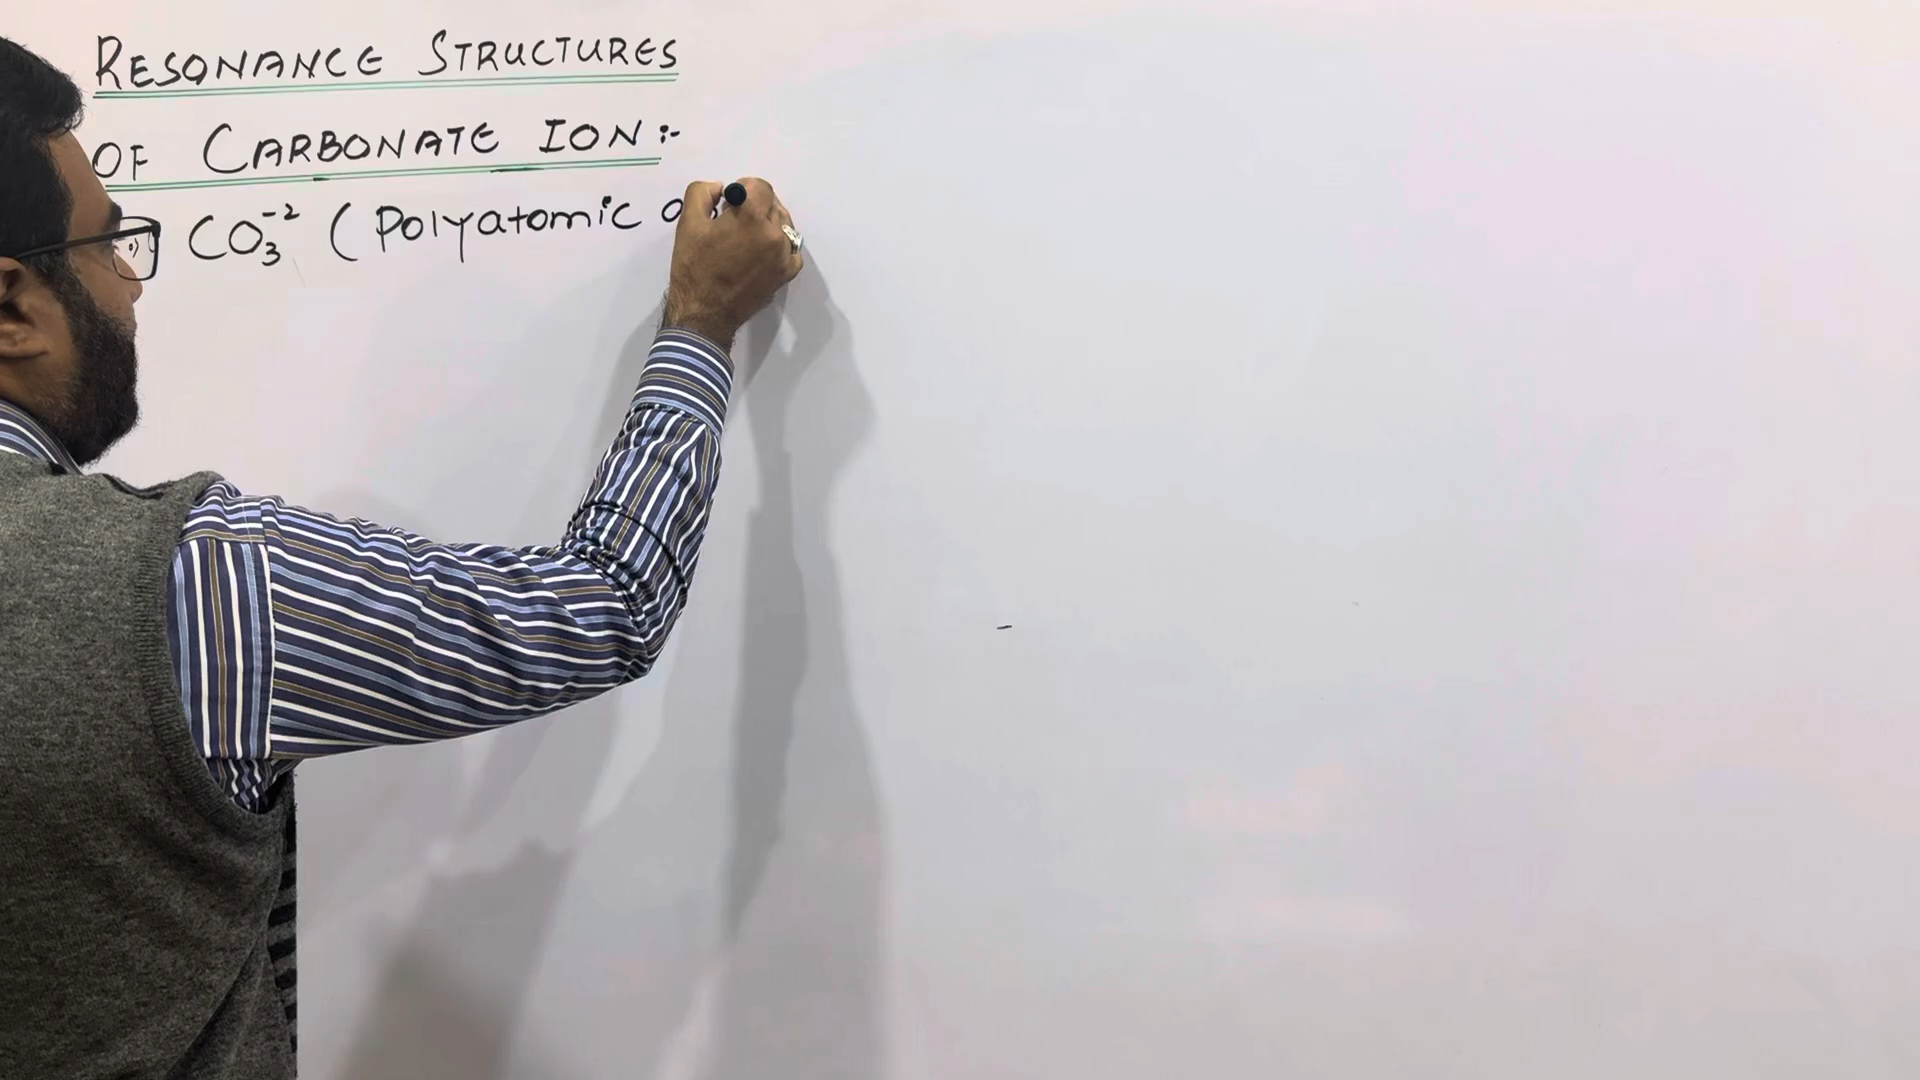 RESONANCE STRUCTURES
OF CARBONATE ION :-
CO₃⁻² ( Polyatomic